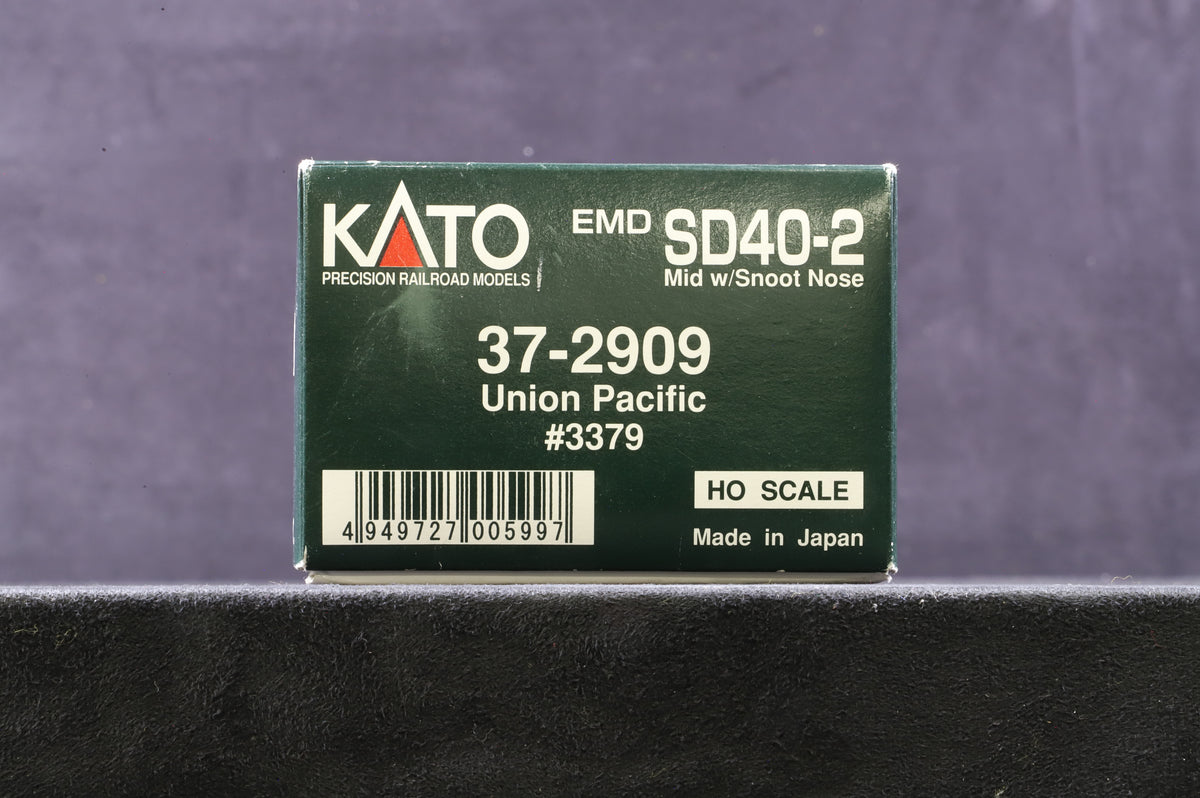 KATO
PRECISION RAILROAD MODELS
EMD SD40-2
Mid w/Snoot Nose
37-2909
Union Pacific
#3379
4 949727 005997
HO SCALE
Made in Japan